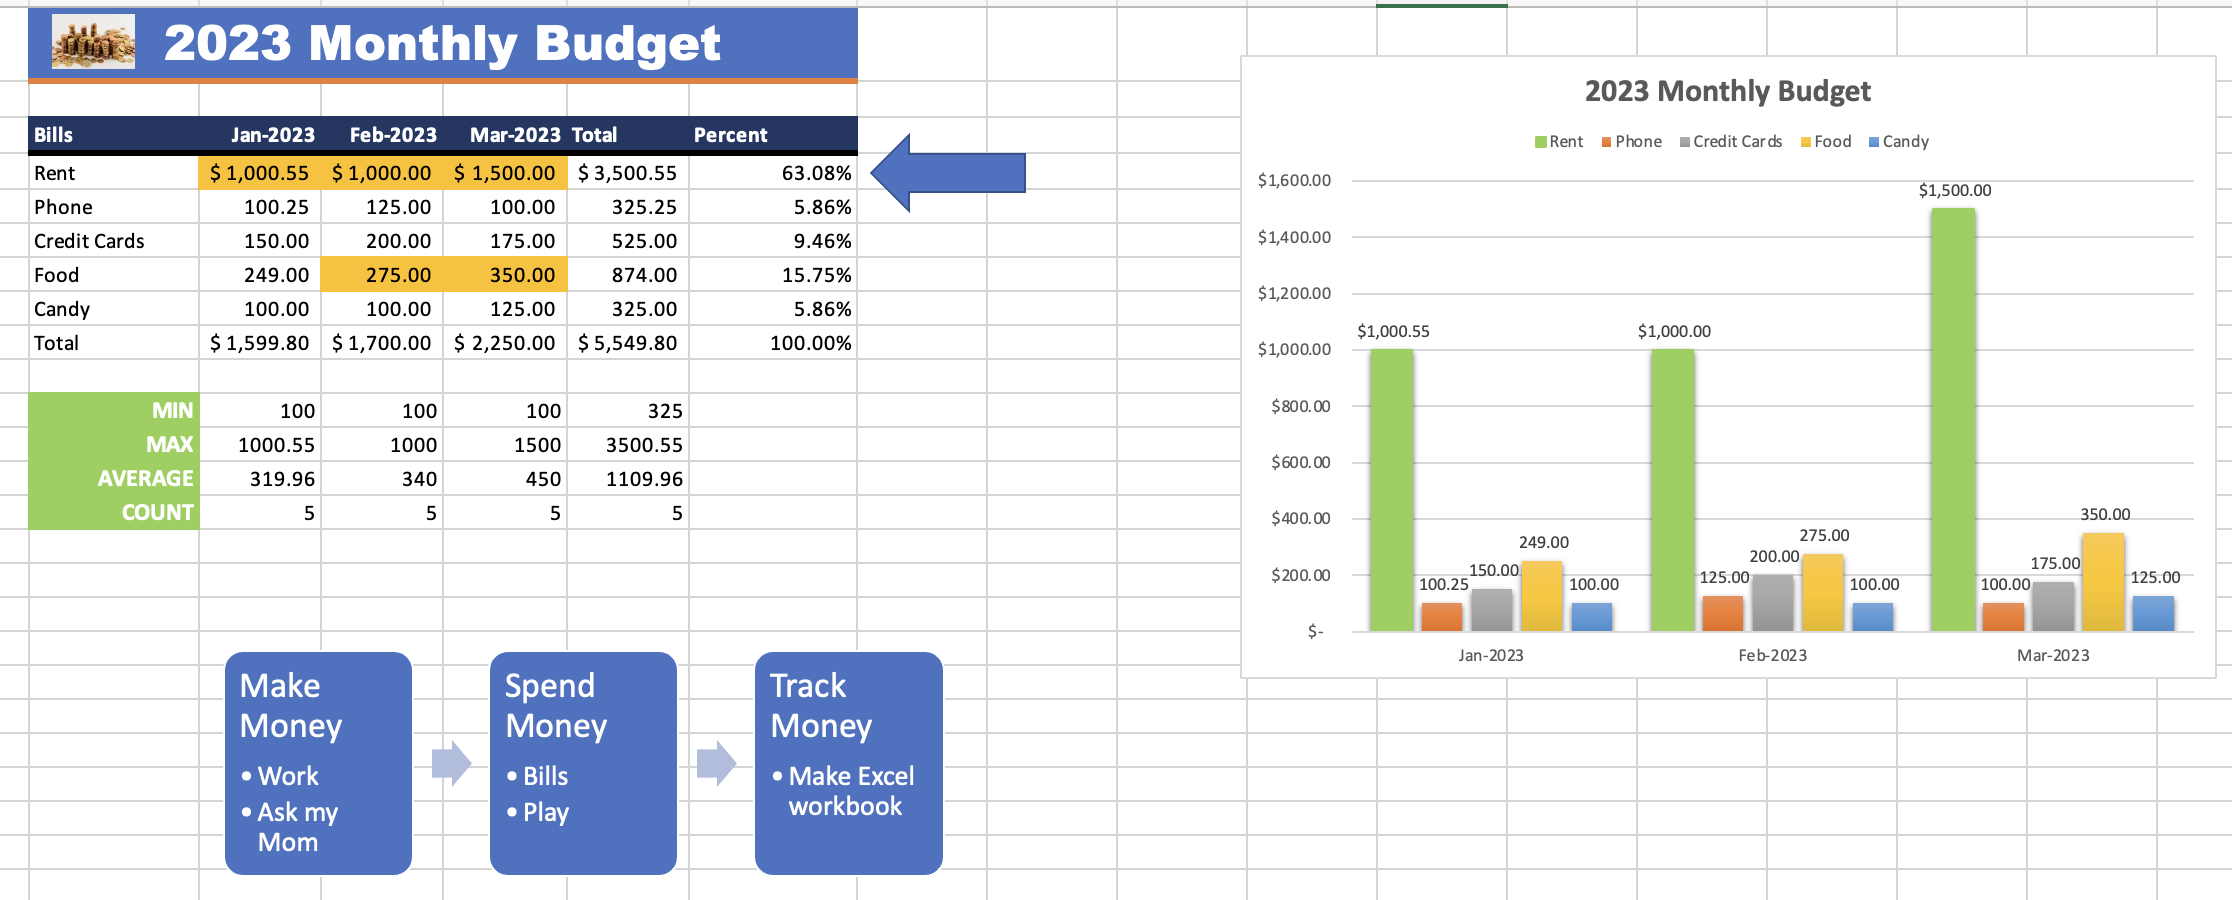 2023 Monthly Budget
Bills Jan-2023 Feb-2023 Mar-2023 Total Percent
Rent $ 1,000.55 $ 1,000.00 $ 1,500.00 $ 3,500.55 63.08%
Phone 100.25 125.00 100.00 325.25 5.86%
Credit Cards 150.00 200.00 175.00 525.00 9.46%
Food 249.00 275.00 350.00 874.00 15.75%
Candy 100.00 100.00 125.00 325.00 5.86%
Total $ 1,599.80 $ 1,700.00 $ 2,250.00 $ 5,549.80 100.00%
MIN 100 100 100 325
MAX 1000.55 1000 1500 3500.55
AVERAGE 319.96 340 450 1109.96
COUNT 5 5 5 5
Make
Money
• Work
• Ask my
Mom
Spend
Money
• Bills
• Play
Track
Money
• Make Excel
workbook
2023 Monthly Budget
Rent Phone Credit Cards Food Candy
$1,600.00
$1,400.00
$1,200.00
$1,000.00
$800.00
$600.00
$400.00
$200.00
$-
$1,000.55
100.25
150.00
249.00
100.00
$1,000.00
125.00
200.00
275.00
100.00
$1,500.00
100.00
175.00
350.00
125.00
Jan-2023 Feb-2023 Mar-2023